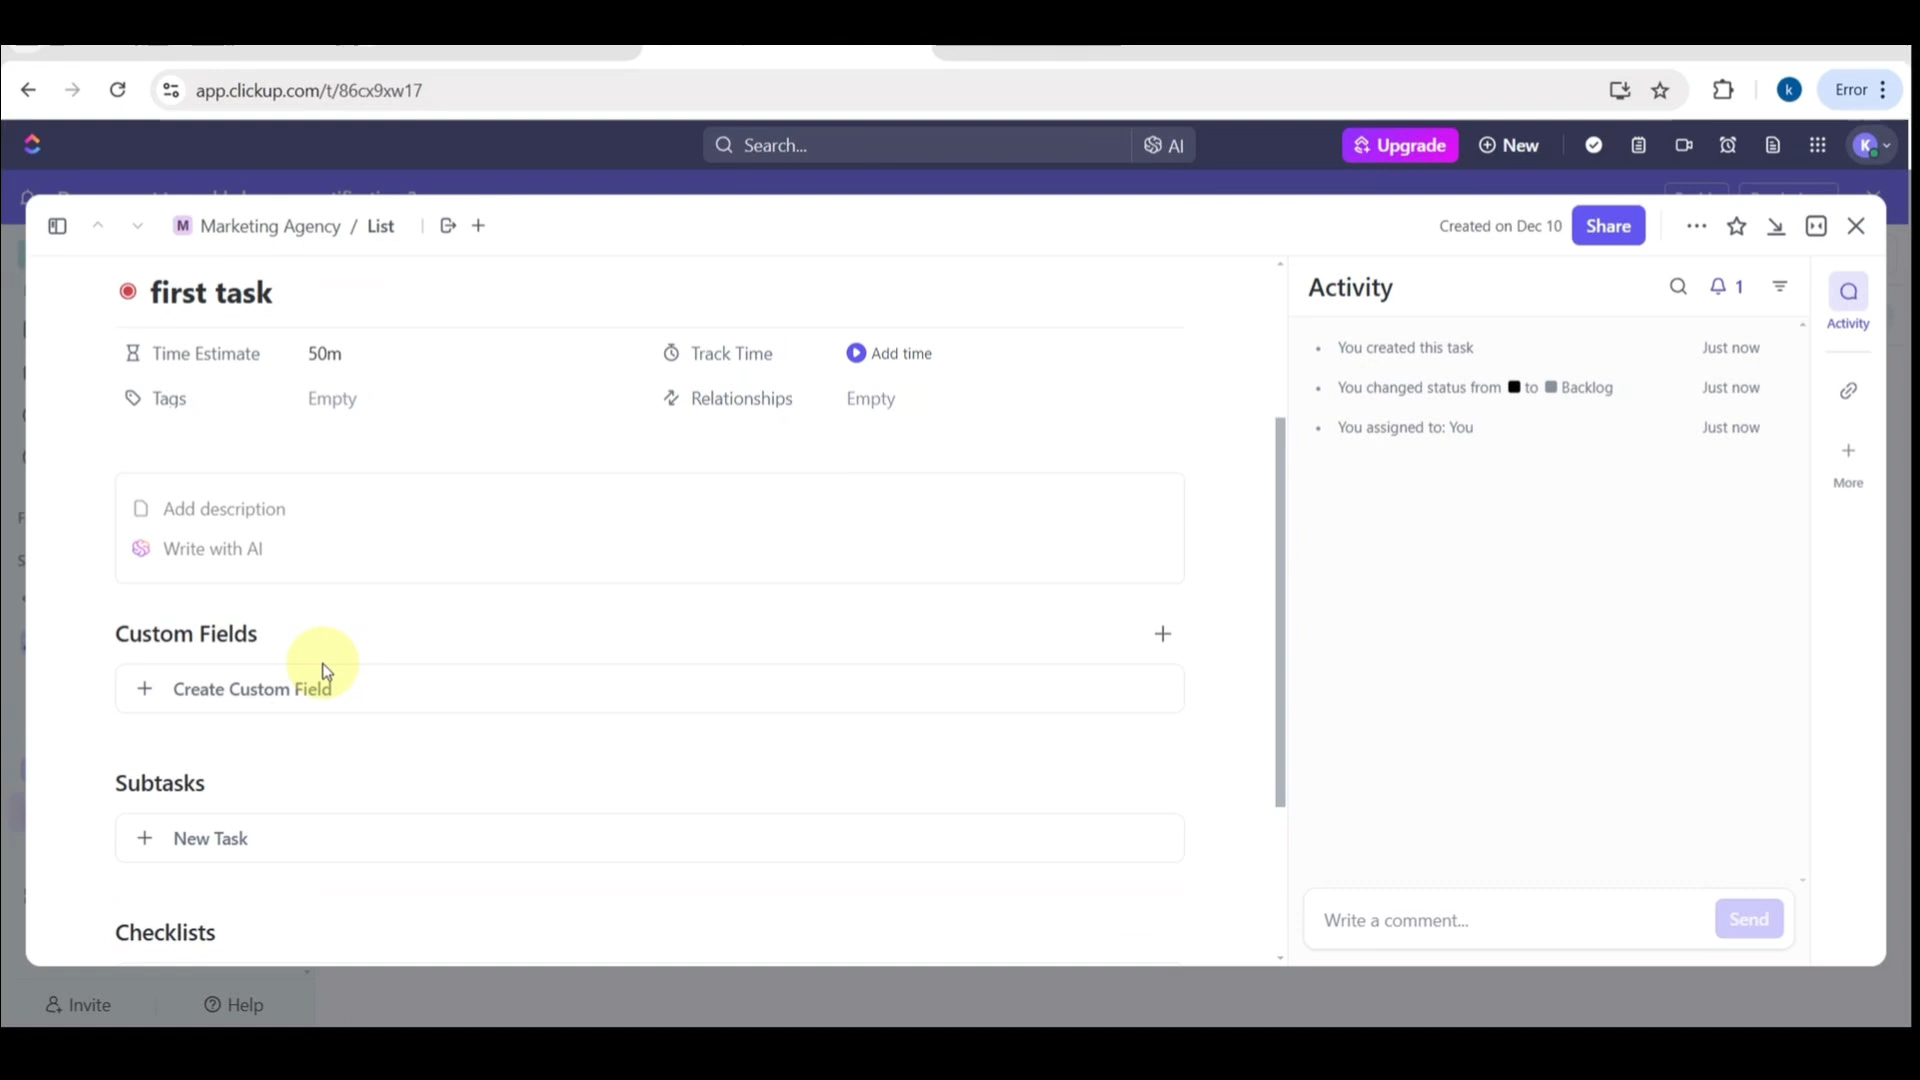 app.clickup.com/t/86cx9xw17
k
Error
Search...
AI
Upgrade
New
K
M Marketing Agency / List
Created on Dec 10
Share
first task
Time Estimate 50m
Track Time Add time
Tags Empty
Relationships Empty
Add description
Write with AI
Custom Fields
Create Custom Field
Subtasks
New Task
Checklists
Activity
1
You created this task Just now
You changed status from to Backlog Just now
You assigned to: You Just now
Write a comment...
Send
Activity
More
Invite
Help